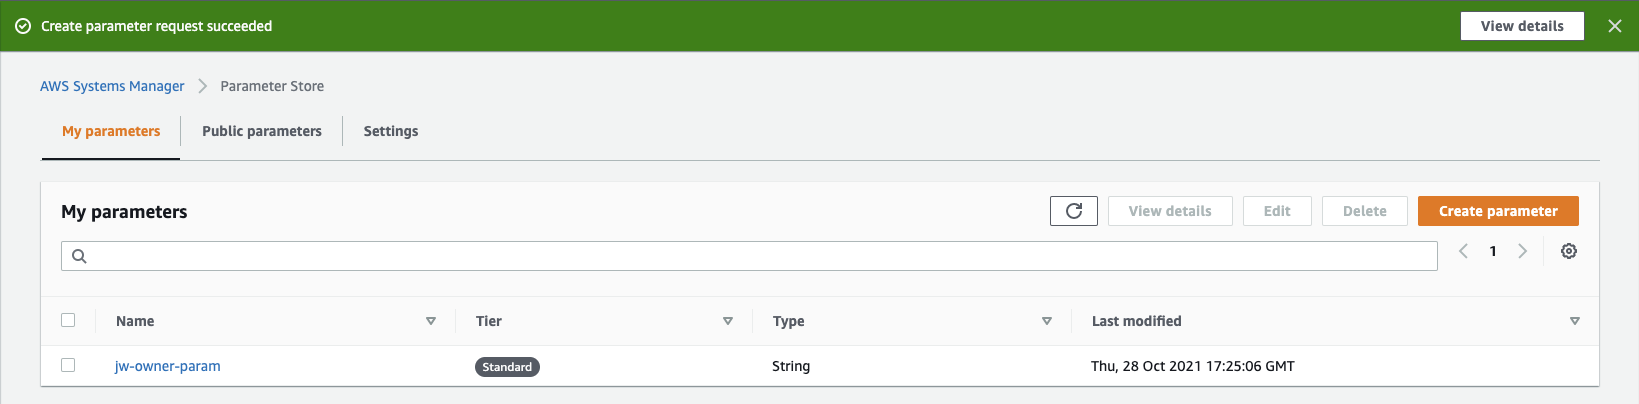 Create parameter request succeeded View details
AWS Systems Manager Parameter Store
My parameters Public parameters Settings
My parameters View details Edit Delete Create parameter
1
Name Tier Type Last modified
jw-owner-param Standard String Thu, 28 Oct 2021 17:25:06 GMT